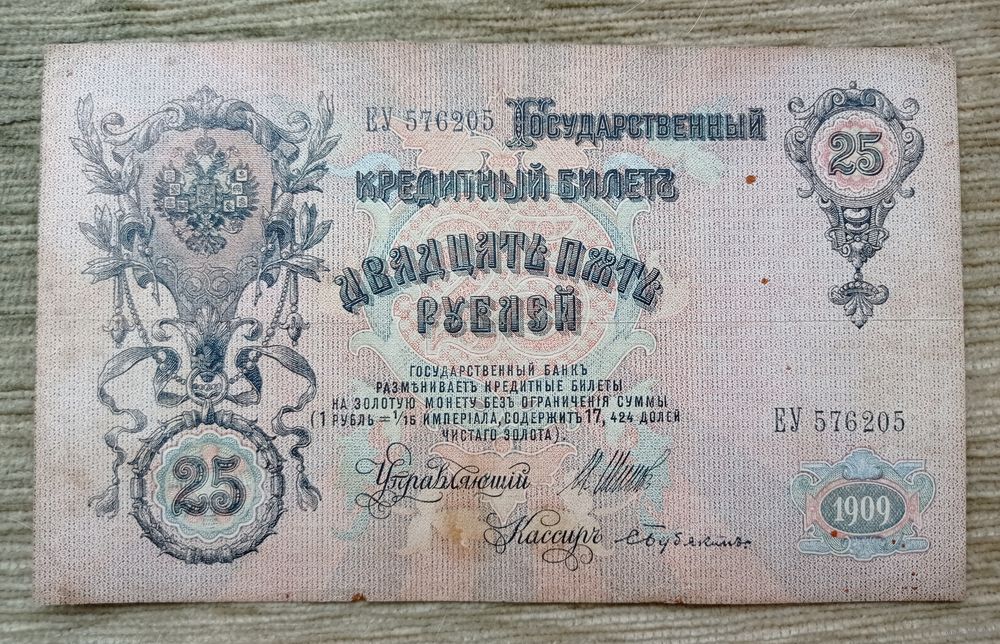 ЕУ 576205 Государственный
Кредитный Билетъ
Двадцать пять
рублей
25
ГОСУДАРСТВЕННЫЙ БАНКЪ
РАЗМѢНИВАЕТЪ КРЕДИТНЫЕ БИЛЕТЫ
НА ЗОЛОТУЮ МОНЕТУ БЕЗЪ ОГРАНИЧЕНІЯ СУММЫ
(1 РУБЛЬ = 1/15 ИМПЕРІАЛА, СОДЕРЖИТЪ 17, 424 ДОЛЕЙ
ЧИСТАГО ЗОЛОТА).
ЕУ 576205
25
Управляющій
Кассиръ
1909